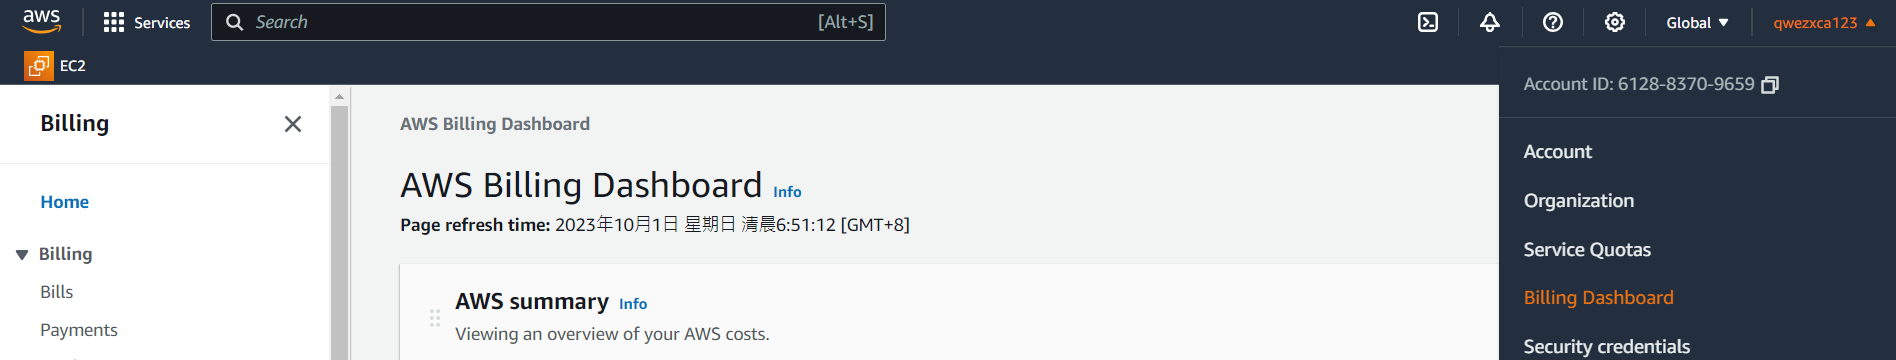 aws
Services
Search
[Alt+S]
Global
qwezxca123
EC2
Account ID: 6128-8370-9659
Billing
Home
Billing
Bills
Payments
AWS Billing Dashboard
AWS Billing Dashboard Info
Page refresh time: 2023年10月1日 星期日 清晨6:51:12 [GMT+8]
AWS summary Info
Viewing an overview of your AWS costs.
Account
Organization
Service Quotas
Billing Dashboard
Security credentials